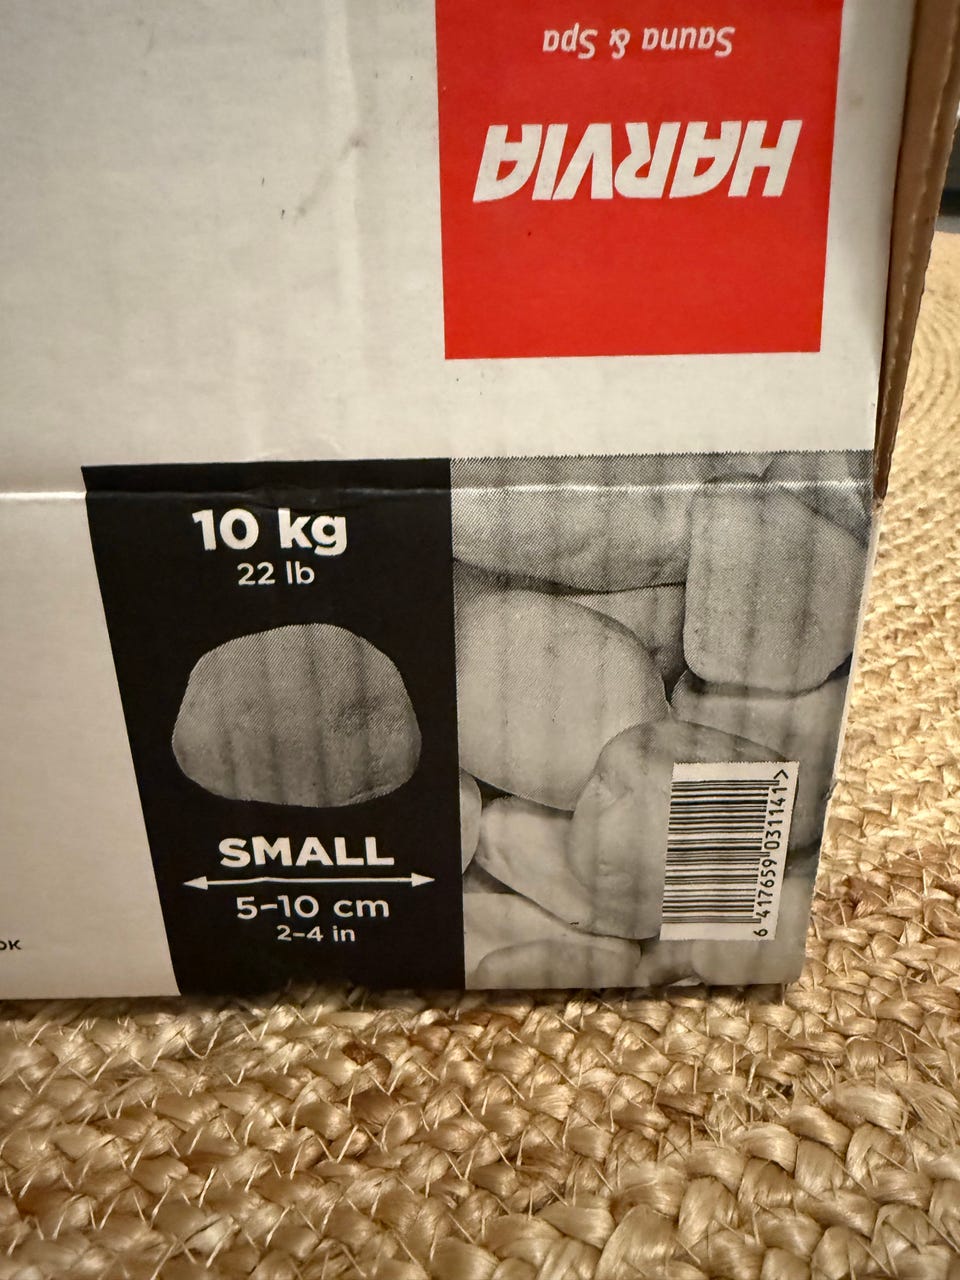 Sauna & Spa
HARVIA
10 kg
22 lb
SMALL
5-10 cm
2-4 in
6 417659 031141 >